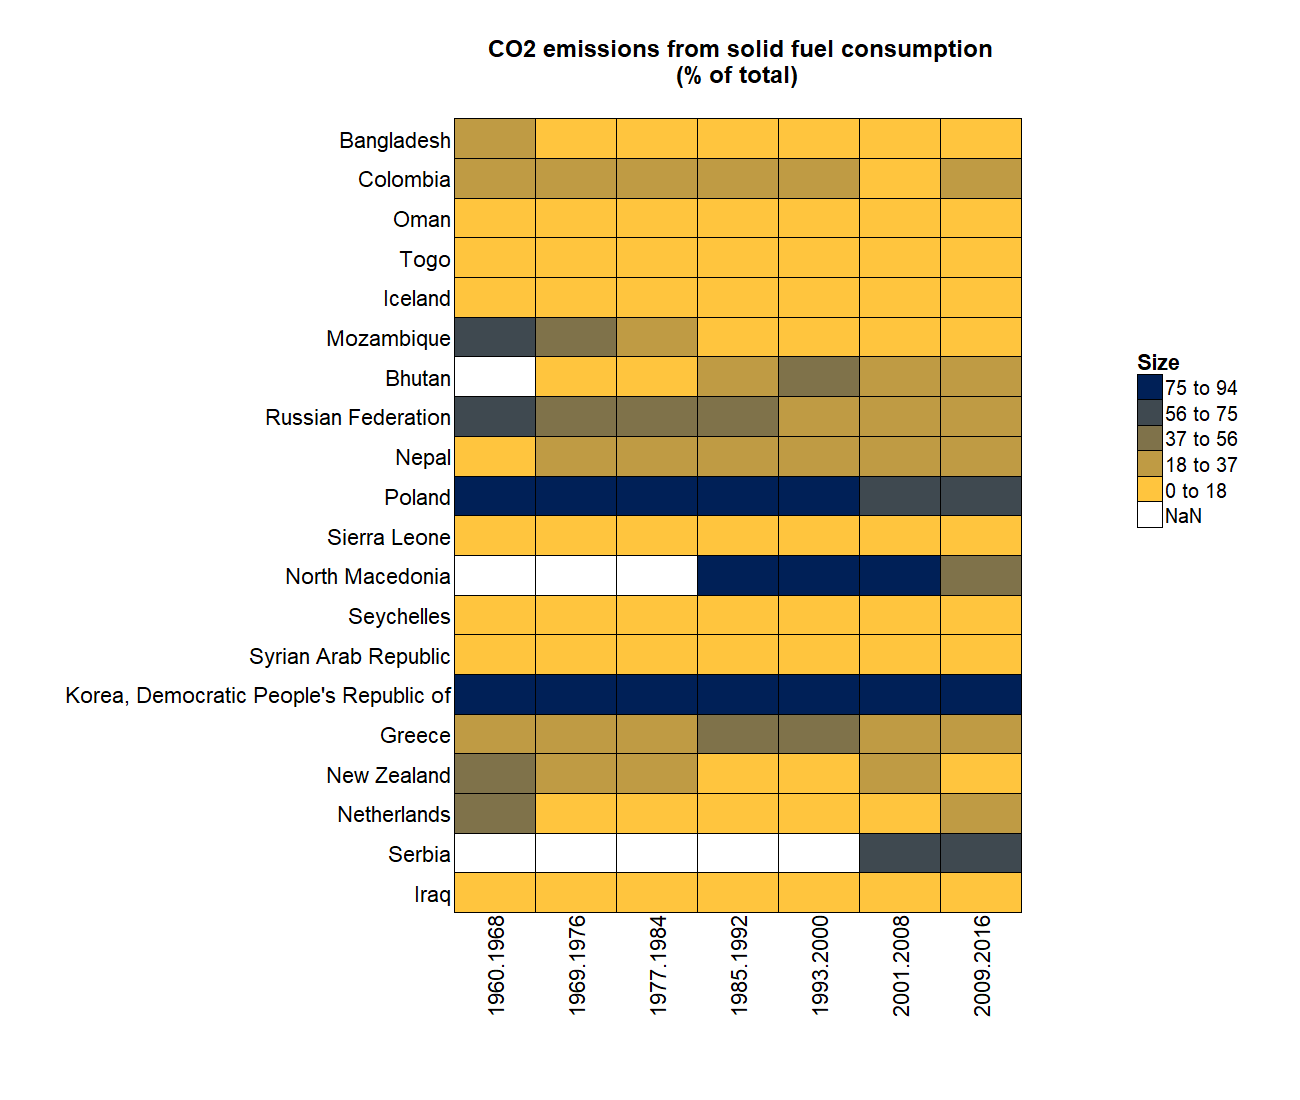 CO2 emissions from solid fuel consumption
(% of total)
Bangladesh
Colombia
Oman
Togo
Iceland
Mozambique
Bhutan
Russian Federation
Nepal
Poland
Sierra Leone
North Macedonia
Seychelles
Syrian Arab Republic
Korea, Democratic People's Republic of
Greece
New Zealand
Netherlands
Serbia
Iraq
1960.1968
1969.1976
1977.1984
1985.1992
1993.2000
2001.2008
2009.2016
Size
75 to 94
56 to 75
37 to 56
18 to 37
0 to 18
NaN